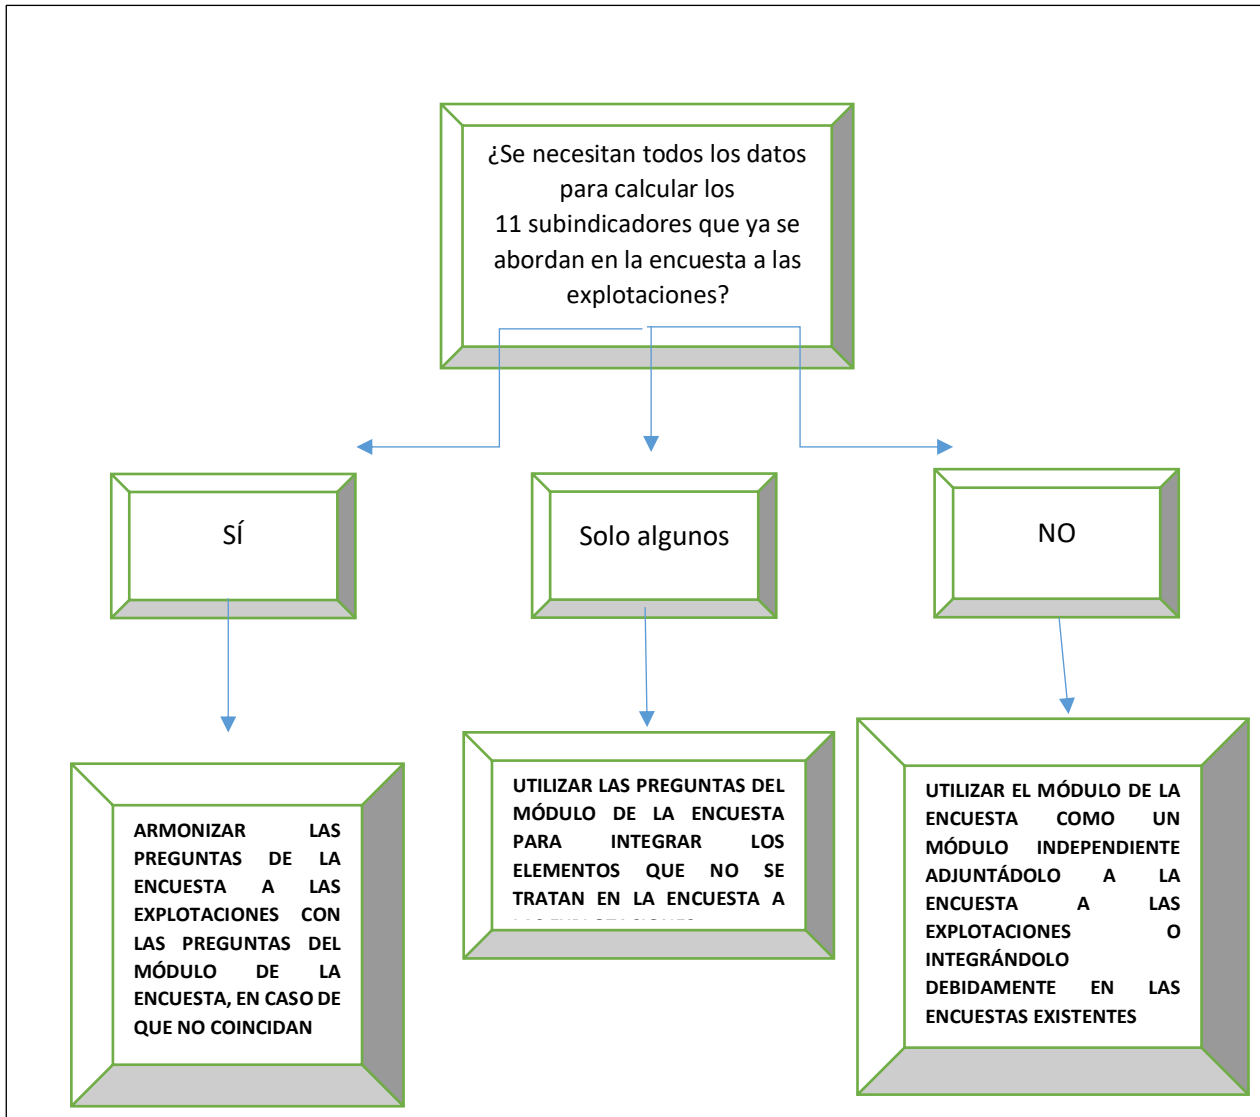 ¿Se necesitan todos los datos
para calcular los
11 subindicadores que ya se
abordan en la encuesta a las
explotaciones?
SÍ
Solo algunos
NO
ARMONIZAR LAS
PREGUNTAS DE LA
ENCUESTA A LAS
EXPLOTACIONES CON
LAS PREGUNTAS DEL
MÓDULO DE LA
ENCUESTA, EN CASO DE
QUE NO COINCIDAN
UTILIZAR LAS PREGUNTAS DEL
MÓDULO DE LA ENCUESTA
PARA INTEGRAR LOS
ELEMENTOS QUE NO SE
TRATAN EN LA ENCUESTA A
UTILIZAR EL MÓDULO DE LA
ENCUESTA COMO UN
MÓDULO INDEPENDIENTE
ADJUNTÁDOLO A LA
ENCUESTA A LAS
EXPLOTACIONES O
INTEGRÁNDOLO
DEBIDAMENTE EN LAS
ENCUESTAS EXISTENTES